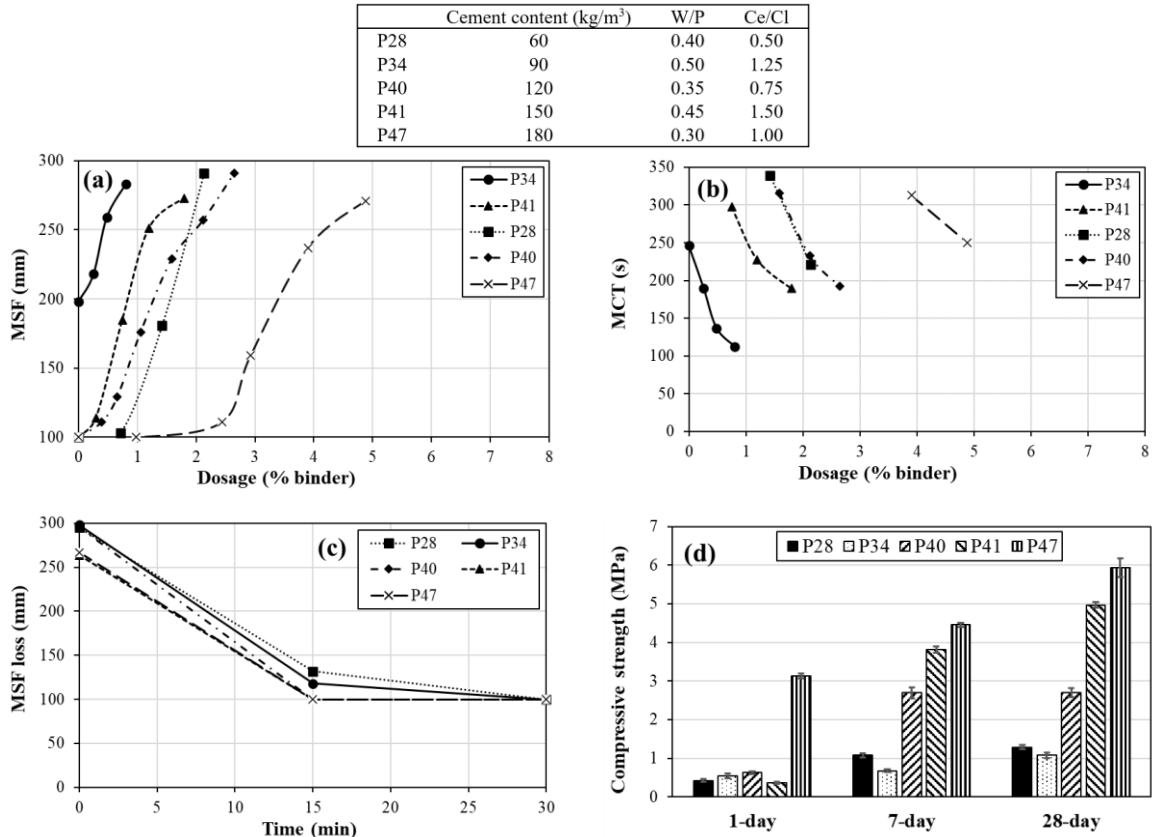 Cement content (kg/m³) W/P Ce/Cl
P28 60 0.40 0.50
P34 90 0.50 1.25
P40 120 0.35 0.75
P41 150 0.45 1.50
P47 180 0.30 1.00
(a)
MSF (mm)
300
250
200
150
100
0 1 2 3 4 5 6 7 8
Dosage (% binder)
P34
P41
P28
P40
P47
(b)
MCT (s)
350
300
250
200
150
100
50
0
0 1 2 3 4 5 6 7 8
Dosage (% binder)
P34
P41
P28
P40
P47
(c)
MSF loss (mm)
300
250
200
150
100
50
0
0 5 10 15 20 25 30
Time (min)
P28 P34
P40 P41
P47
(d)
Compressive strength (MPa)
7
6
5
4
3
2
1
0
P28 P34 P40 P41 P47
1-day 7-day 28-day